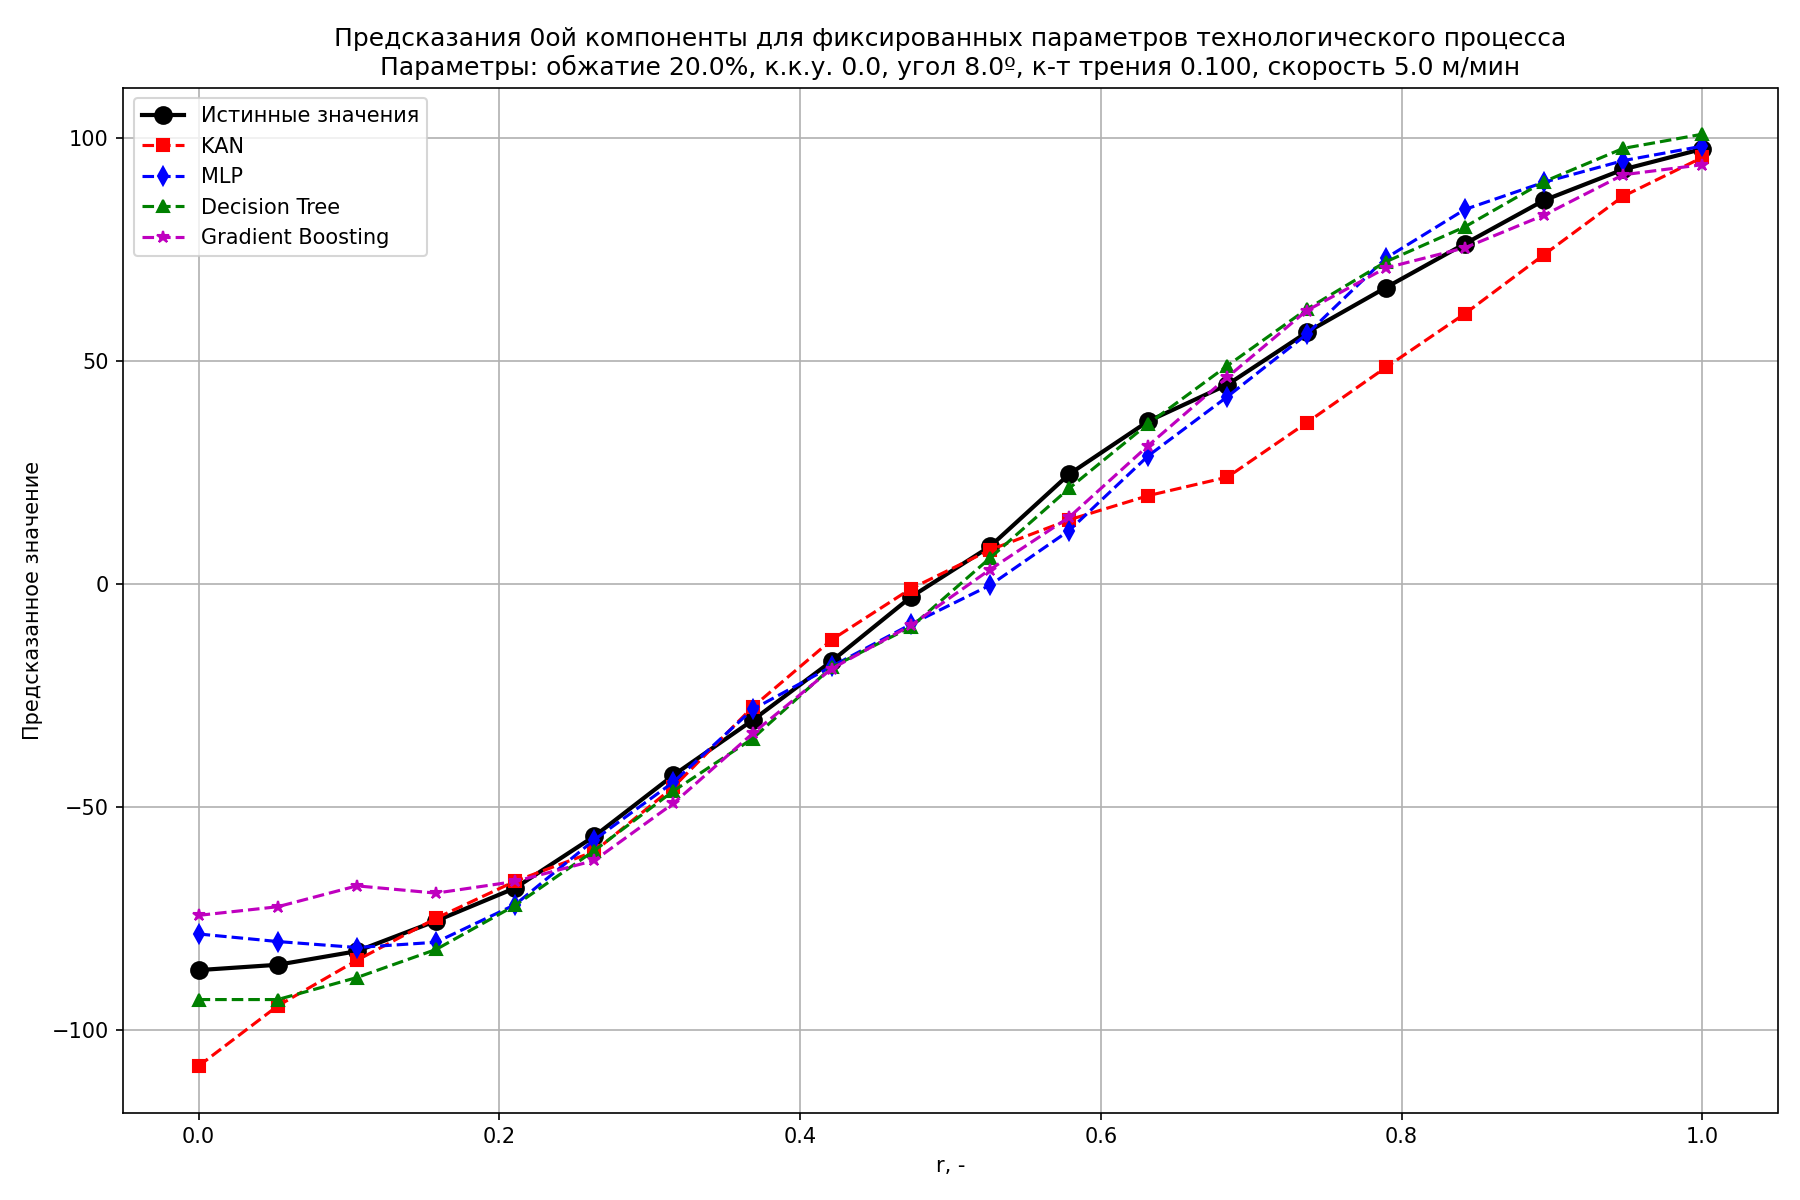 Предсказания 0ой компоненты для фиксированных параметров технологического процесса
Параметры: обжатие 20.0%, к.к.у. 0.0, угол 8.0º, к-т трения 0.100, скорость 5.0 м/мин
Истинные значения
KAN
MLP
Decision Tree
Gradient Boosting
Предсказанное значение
100
50
0
−50
−100
0.0
0.2
0.4
0.6
0.8
1.0
r, -